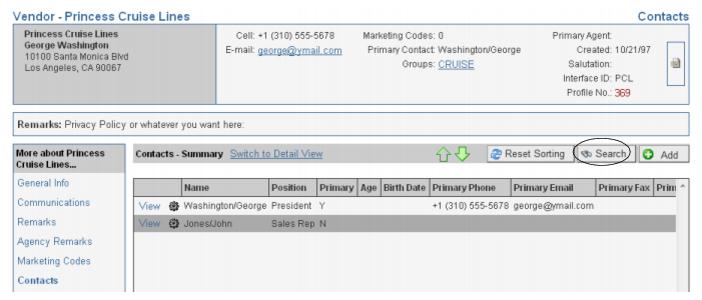 Vendor - Princess Cruise Lines Contacts
Princess Cruise Lines
George Washington
10100 Santa Monica Blvd
Los Angeles, CA 90067
Cell: +1 (310) 555-5678
E-mail: george@ymail.com
Marketing Codes: 0
Primary Contact: Washington/George
Groups: CRUISE
Primary Agent:
Created: 10/21/97
Salutation:
Interface ID: PCL
Profile No.: 369
Remarks: Privacy Policy or whatever you want here:
More about Princess Cruise Lines...
General Info
Communications
Remarks
Agency Remarks
Marketing Codes
Contacts
Contacts - Summary Switch to Detail View Reset Sorting Search Add
Name Position Primary Age Birth Date Primary Phone Primary Email Primary Fax Prim
View Washington/George President Y +1 (310) 555-5678 george@ymail.com
View Jones/John Sales Rep N